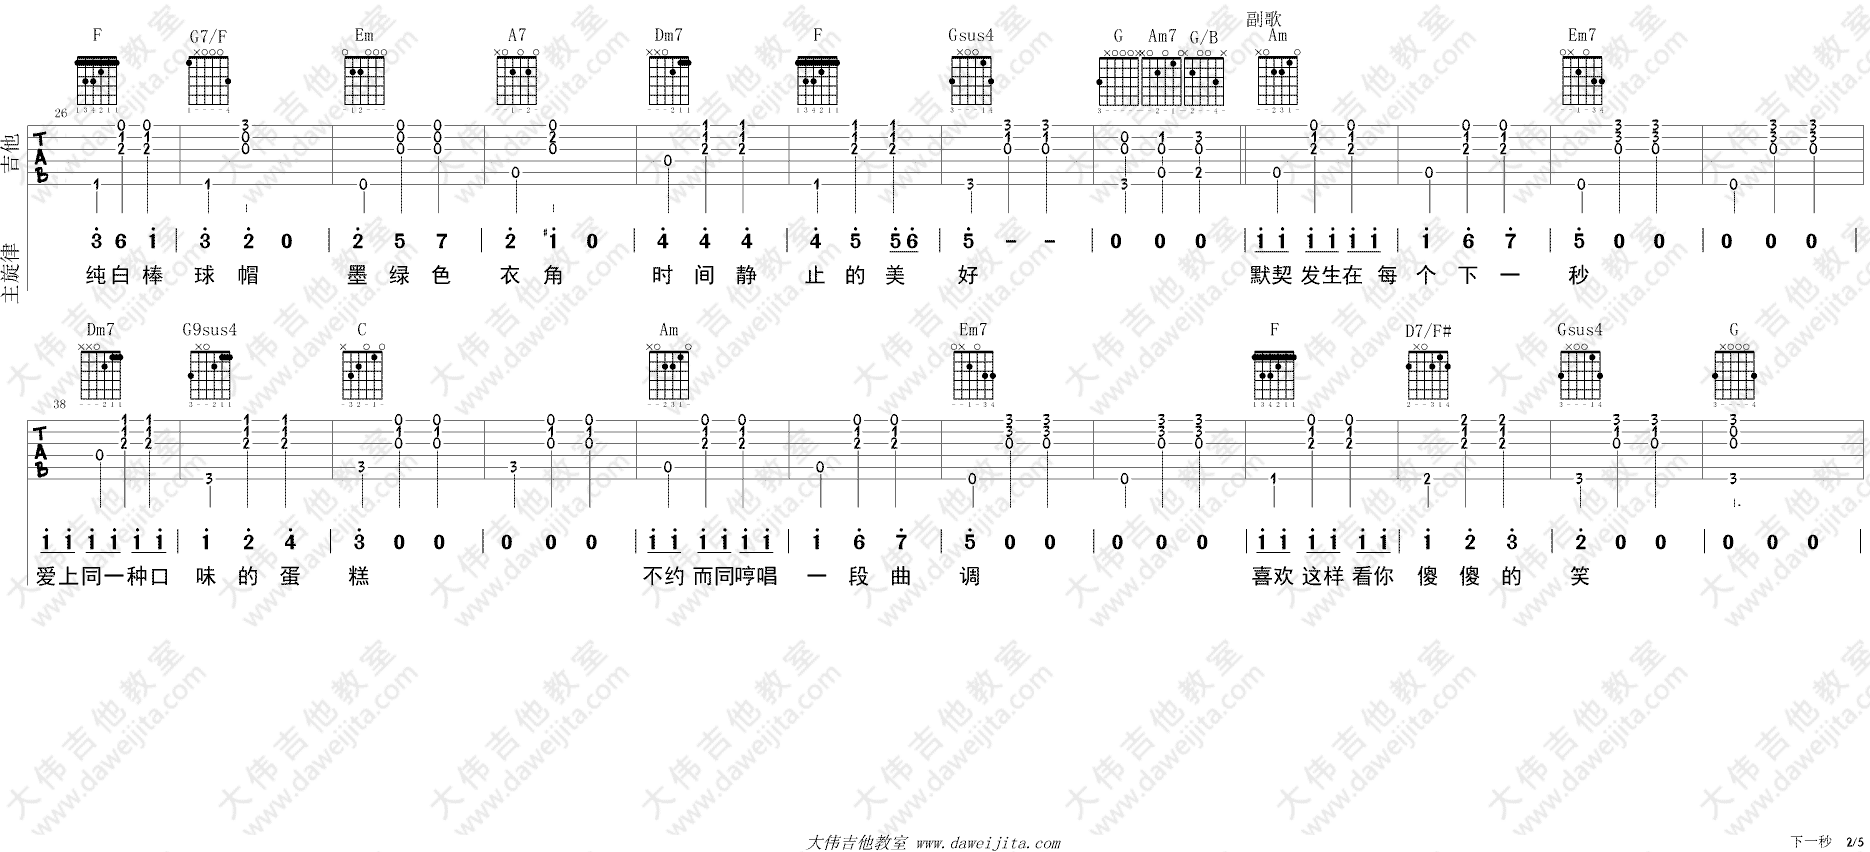 副歌
F G7/F Em A7 Dm7 F Gsus4 G Am7 G/B Am Em7
26
吉他
TAB
主旋律
3 6 1 | 3 2 0 | 2 5 7 | 2 #1 0 | 4 4 4 | 4 5 5 6 | 5 - - | 0 0 0 | 1 1 1 1 1 1 | 1 6 7 | 5 0 0 | 0 0 0 |
纯白棒 球帽 墨绿色 衣角 时间静 止的美 好 默契发生在每 个下一 秒
Dm7 G9sus4 C Am Em7 F D7/F# Gsus4 G
38
TAB
1 1 1 1 1 1 | 1 2 4 | 3 0 0 | 0 0 0 | 1 1 1 1 1 1 | 1 6 7 | 5 0 0 | 0 0 0 | 1 1 1 1 1 1 | 1 2 3 | 2 0 0 | 0 0 0 |
爱上同一种口 味的蛋 糕 不约而同哼唱 一段曲 调 喜欢这样看你 傻傻的 笑
大伟吉他教室 www.daweijita.com
下一秒 2/5